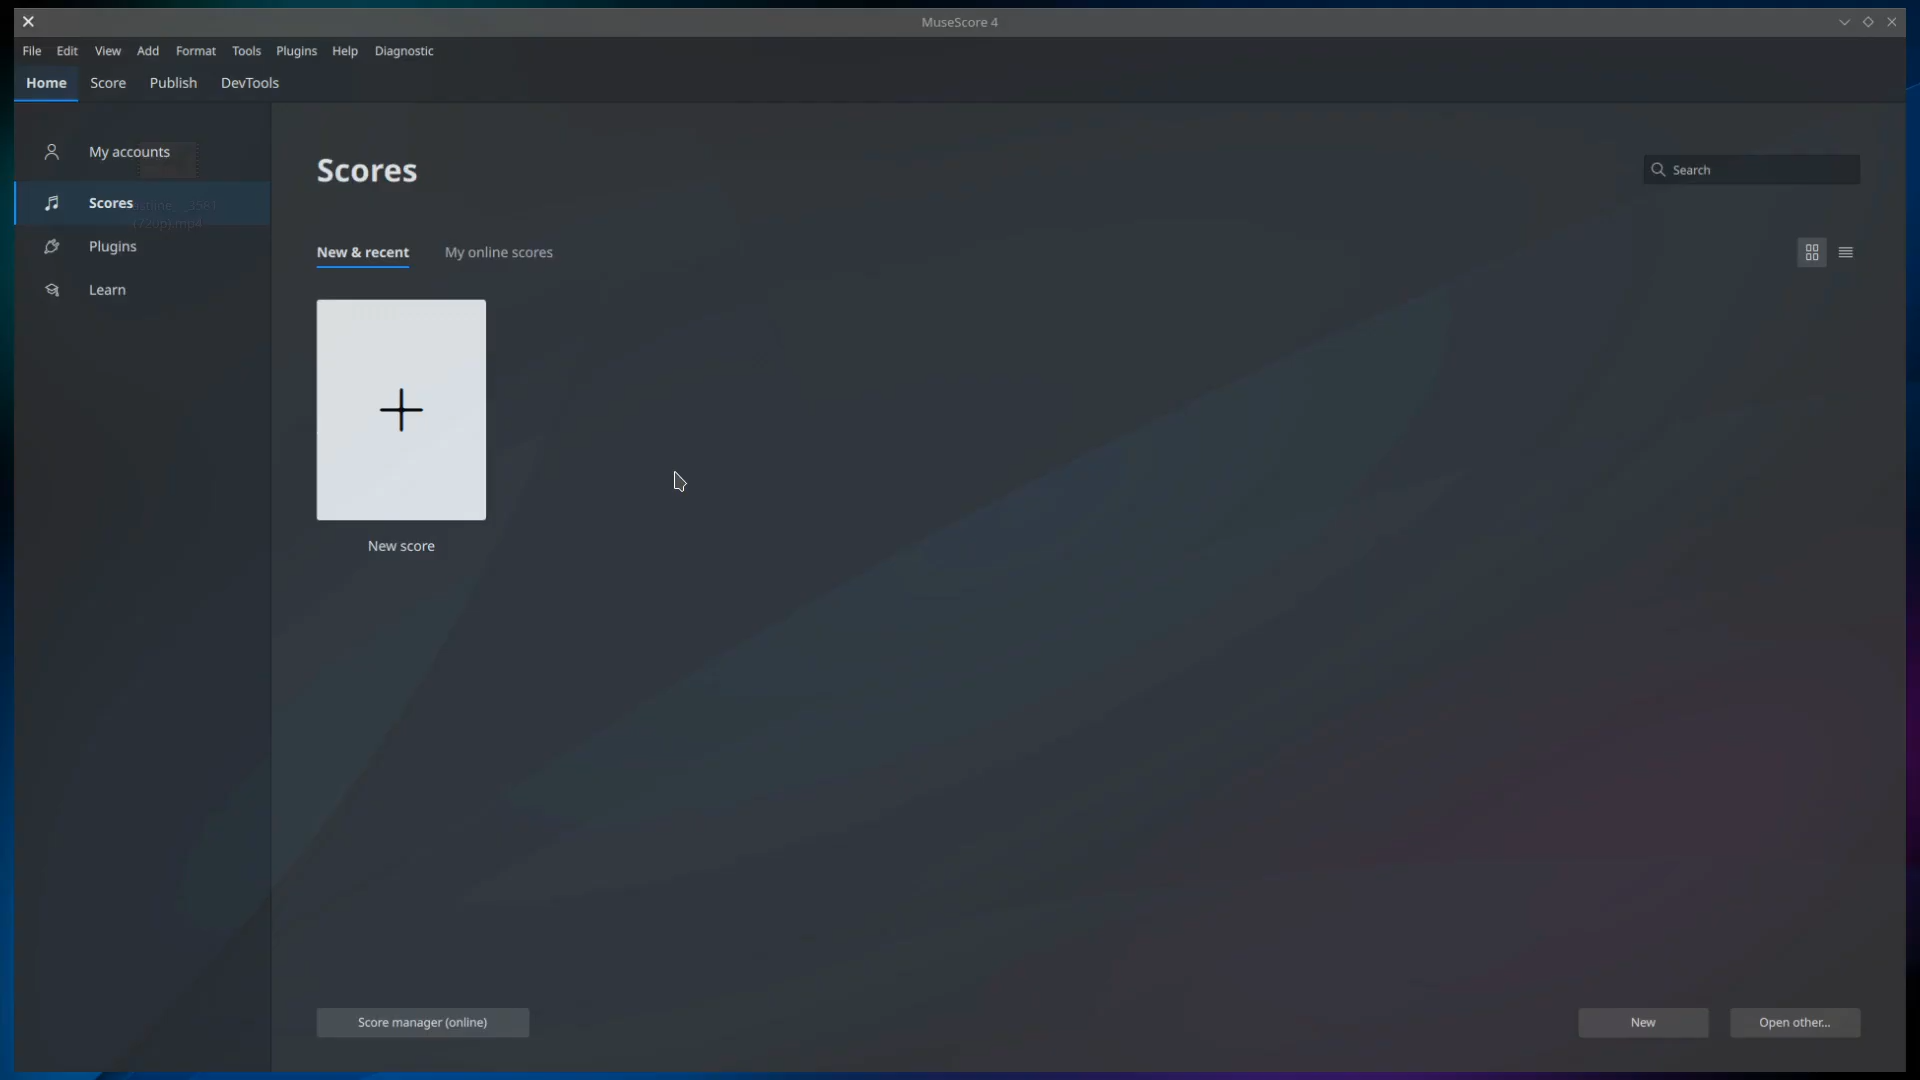 MuseScore 4
File Edit View Add Format Tools Plugins Help Diagnostic
Home Score Publish DevTools
My accounts
Scores
Plugins
Learn
Scores
Search
New & recent My online scores
New score
Score manager (online)
New Open other...